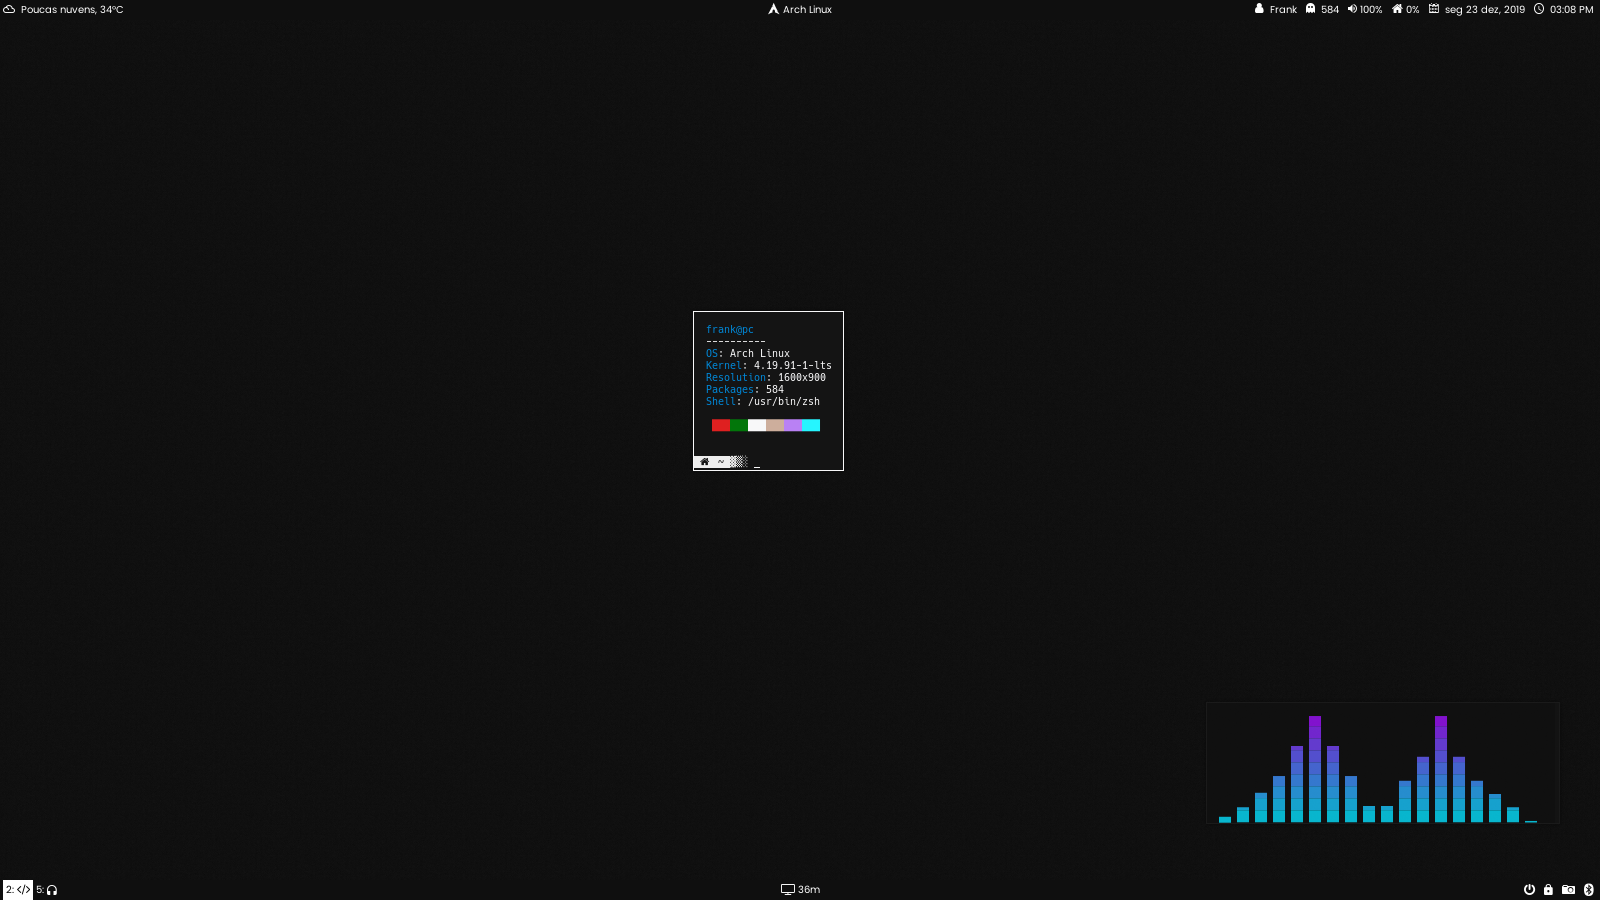 Poucas nuvens, 34°C
Arch Linux
Frank 584 100% 0% seg 23 dez, 2019 03:08 PM
frank@pc
----------
OS: Arch Linux
Kernel: 4.19.91-1-lts
Resolution: 1600x900
Packages: 584
Shell: /usr/bin/zsh
~ _
2: </> 5:
36m